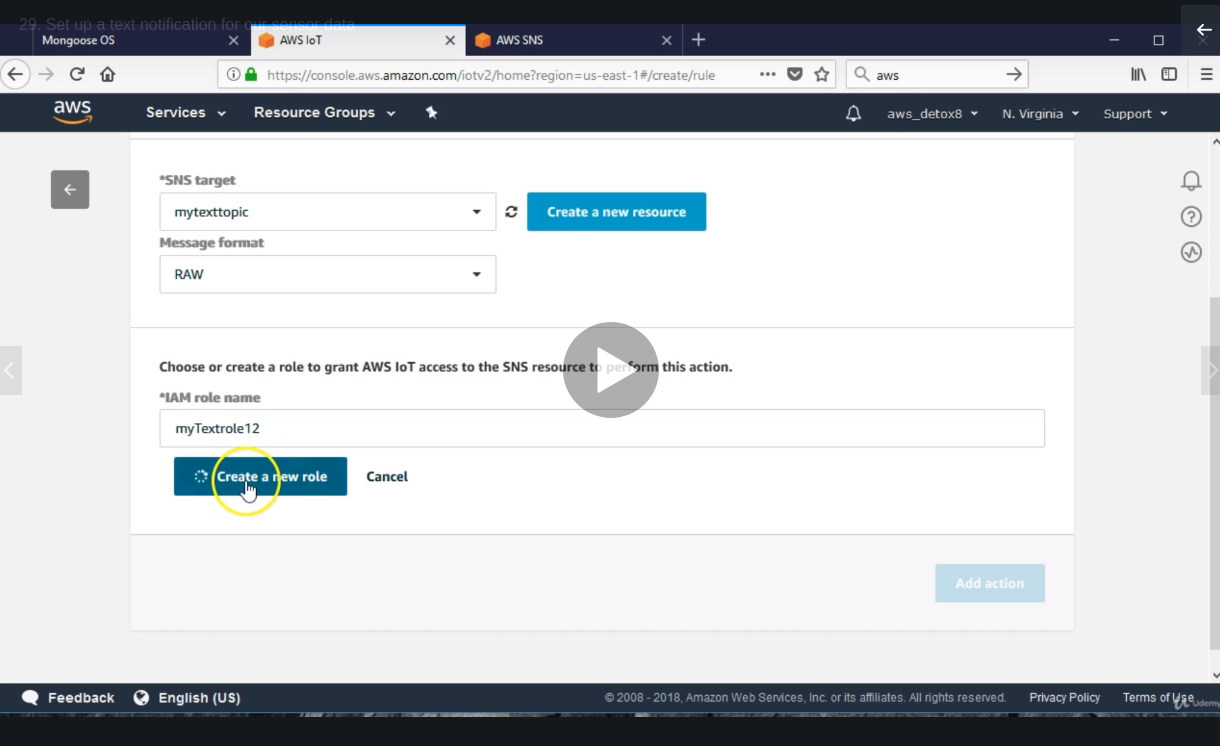 29. Set up a text notification for our sensor data
Mongoose OS
AWS IoT
AWS SNS
https://console.aws.amazon.com/iotv2/home?region=us-east-1#/create/rule
aws
aws
Services
Resource Groups
aws_detox8
N. Virginia
Support
*SNS target
mytexttopic
Create a new resource
Message format
RAW
Choose or create a role to grant AWS IoT access to the SNS resource to perform this action.
*IAM role name
myTextrole12
Create a new role
Cancel
Add action
Feedback
English (US)
© 2008 - 2018, Amazon Web Services, Inc. or its affiliates. All rights reserved.
Privacy Policy
Terms of Use
Udemy